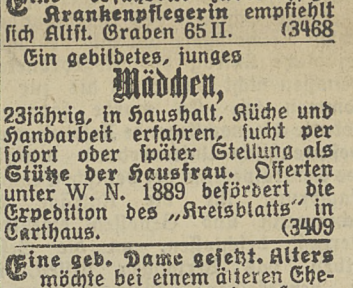 Krankenpflegerin empfiehlt
sich Altst. Graben 65 II. (3468
Ein gebildetes, junges
Mädchen,
23jährig, in Haushalt, Küche und
Handarbeit erfahren, sucht per
sofort oder später Stellung als
Stütze der Hausfrau. Offerten
unter W. N. 1889 befördert die
Expedition des „Kreisblatts" in
Carthaus. (3409
Eine geb. Dame gesetzt. Alters
möchte bei einem älteren Ehe-